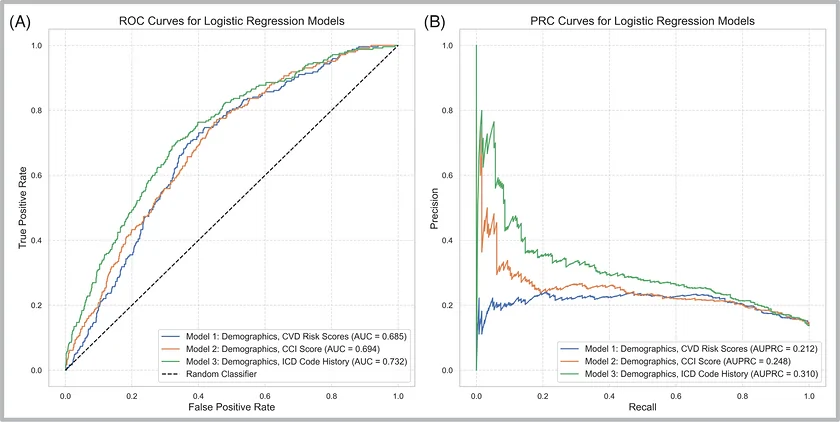 (A)
ROC Curves for Logistic Regression Models
1.0
0.8
0.6
0.4
0.2
0.0
True Positive Rate
0.0 0.2 0.4 0.6 0.8 1.0
False Positive Rate
Model 1: Demographics, CVD Risk Scores (AUC = 0.685)
Model 2: Demographics, CCI Score (AUC = 0.694)
Model 3: Demographics, ICD Code History (AUC = 0.732)
Random Classifier
(B)
PRC Curves for Logistic Regression Models
1.0
0.8
0.6
0.4
0.2
0.0
Precision
0.0 0.2 0.4 0.6 0.8 1.0
Recall
Model 1: Demographics, CVD Risk Scores (AUPRC = 0.212)
Model 2: Demographics, CCI Score (AUPRC = 0.248)
Model 3: Demographics, ICD Code History (AUPRC = 0.310)